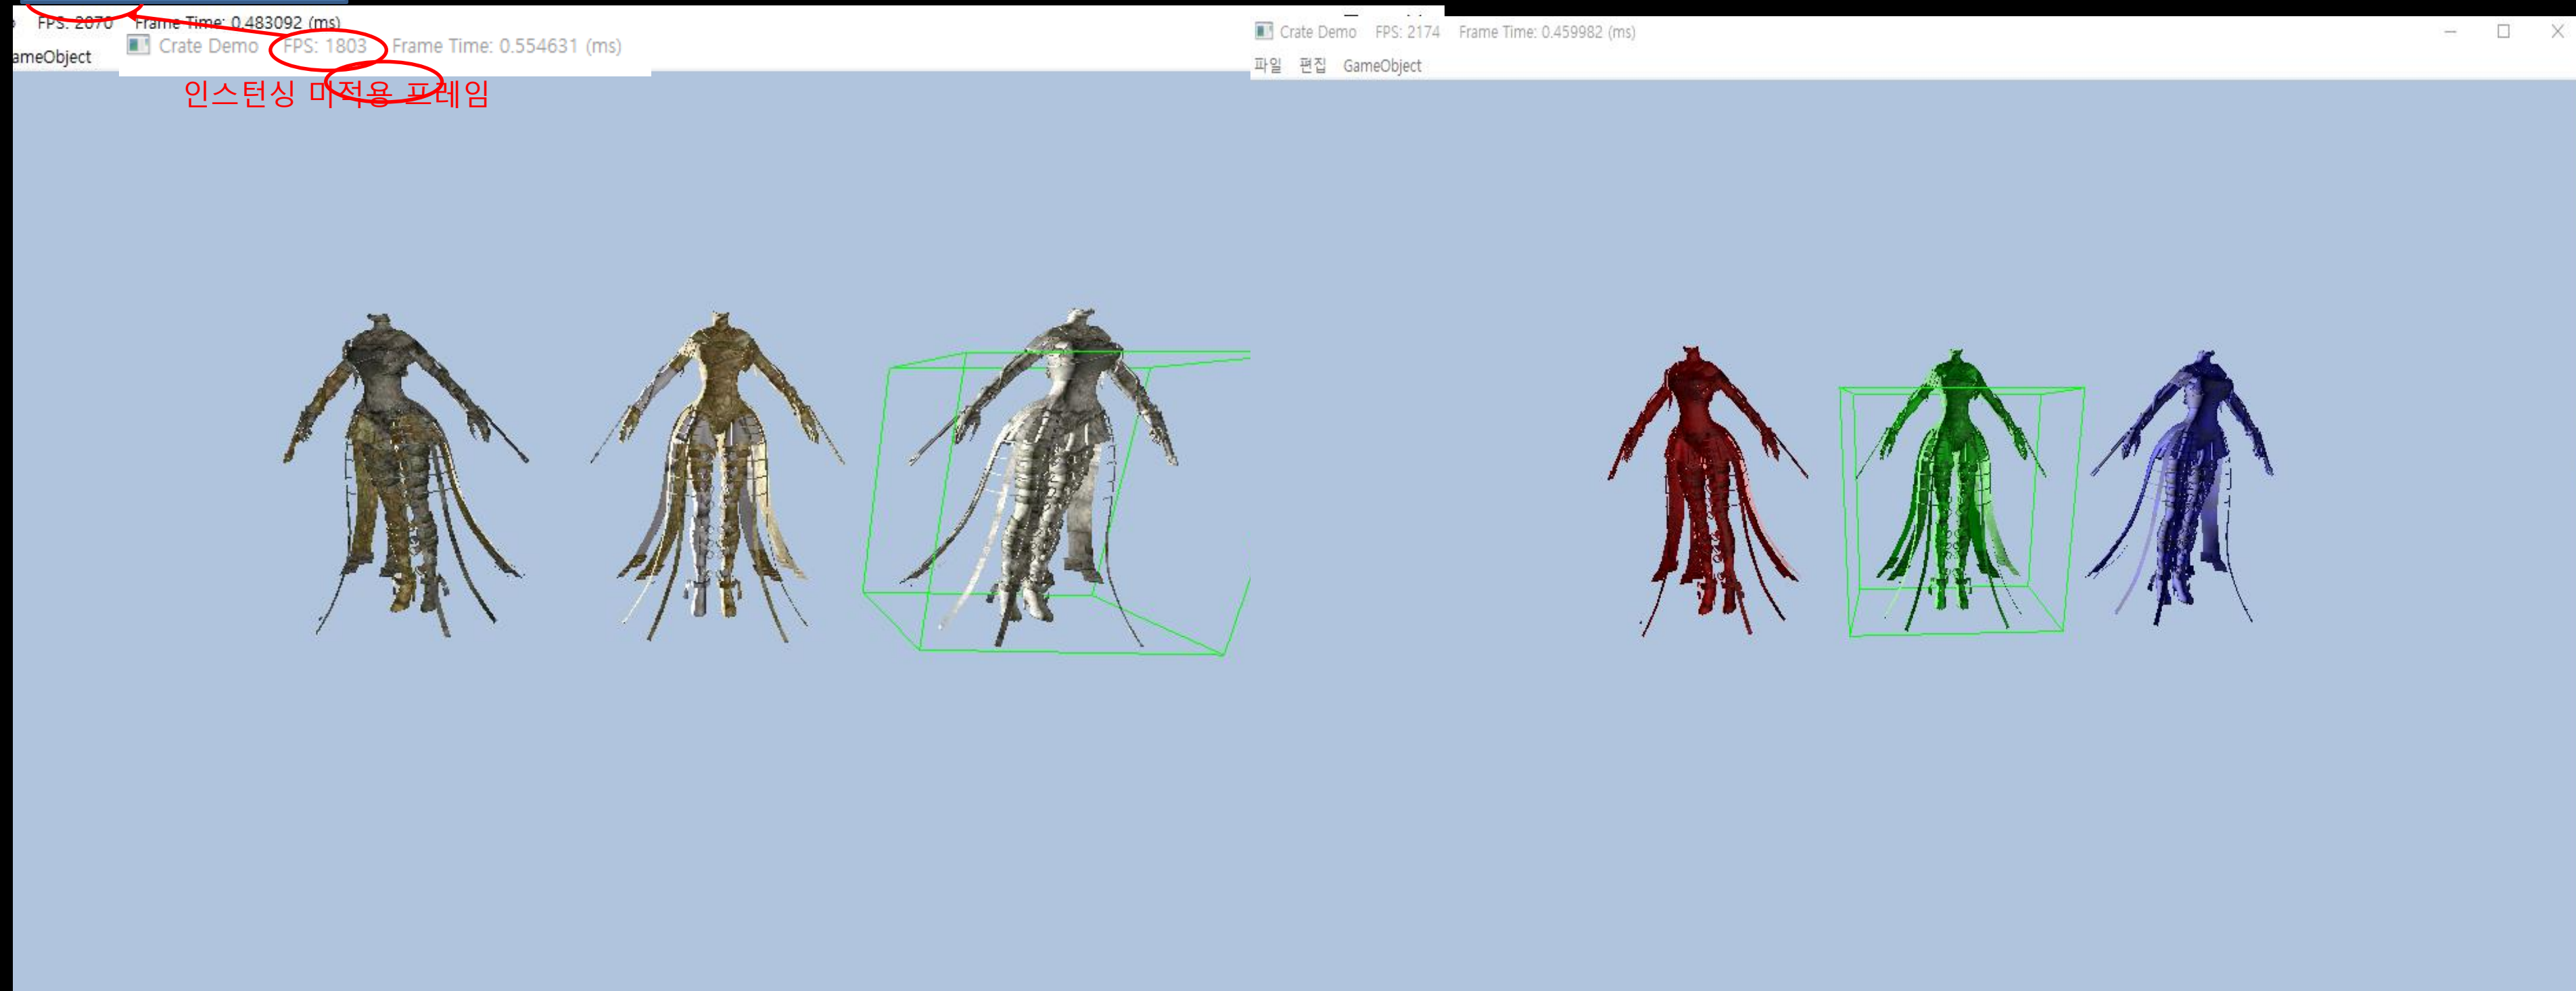 FPS: 2070 Frame Time: 0.483092 (ms)
Crate Demo FPS: 1803 Frame Time: 0.554631 (ms)
ameObject
인스턴싱 미적용 프레임
Crate Demo FPS: 2174 Frame Time: 0.459982 (ms)
파일 편집 GameObject